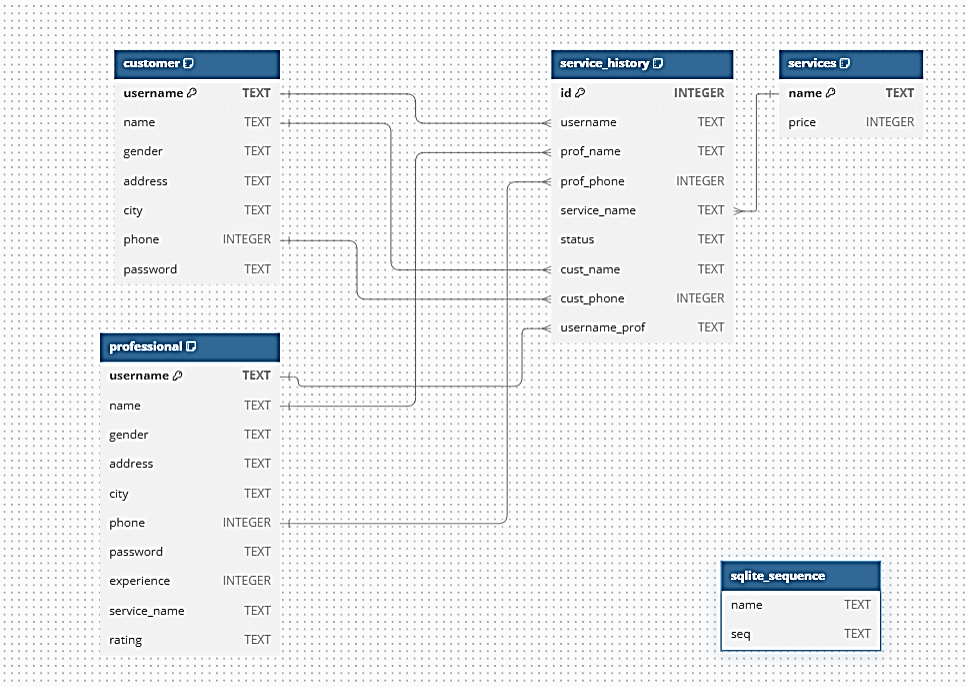 customer
username TEXT
name TEXT
gender TEXT
address TEXT
city TEXT
phone INTEGER
password TEXT
professional
username TEXT
name TEXT
gender TEXT
address TEXT
city TEXT
phone INTEGER
password TEXT
experience INTEGER
service_name TEXT
rating TEXT
service_history
id INTEGER
username TEXT
prof_name TEXT
prof_phone INTEGER
service_name TEXT
status TEXT
cust_name TEXT
cust_phone INTEGER
username_prof TEXT
services
name TEXT
price INTEGER
sqlite_sequence
name TEXT
seq TEXT